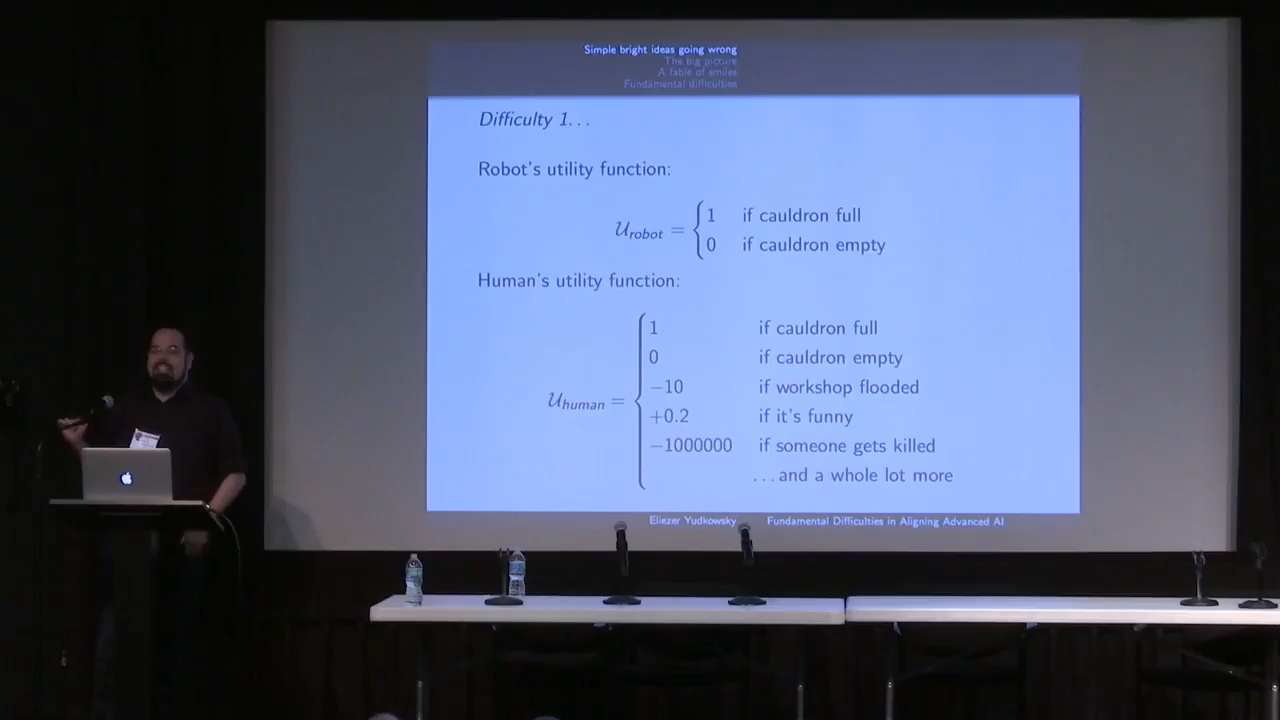 Simple bright ideas going wrong
The big picture
A fable of smiles
Fundamental difficulties
Difficulty 1...
Robot's utility function:
𝒰robot = { 1 if cauldron full
0 if cauldron empty
Human's utility function:
𝒰human = { 1 if cauldron full
0 if cauldron empty
−10 if workshop flooded
+0.2 if it's funny
−1000000 if someone gets killed
...and a whole lot more
Eliezer Yudkowsky Fundamental Difficulties in Aligning Advanced AI